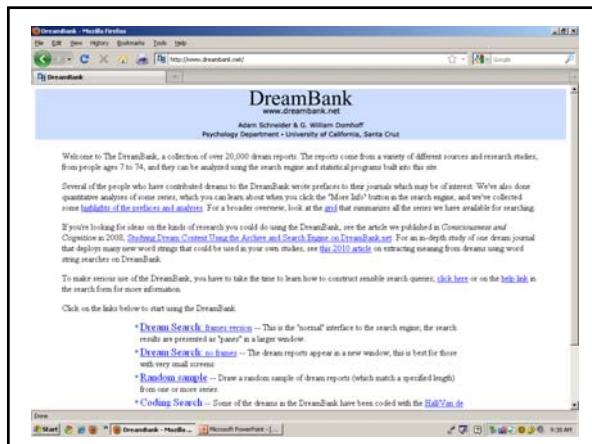 DreamBank - Mozilla Firefox
File Edit View History Bookmarks Tools Help
http://www.dreambank.net/
Google
DreamBank
DreamBank
www.dreambank.net
Adam Schneider & G. William Domhoff
Psychology Department • University of California, Santa Cruz
Welcome to The DreamBank, a collection of over 20,000 dream reports. The reports come from a variety of different sources and research studies,
from people ages 7 to 74, and they can be analyzed using the search engine and statistical programs built into this site.
Several of the people who have contributed dreams to the DreamBank wrote prefaces to their journals which may be of interest. We've also done
quantitative analyses of some series, which you can learn about when you click the "More Info" button in the search engine, and we've collected
some highlights of the prefaces and analyses. For a broader overview, look at the grid that summarizes all the series we have available for searching.
If you're looking for ideas on the kinds of research you could do using the DreamBank, see the article we published in Consciousness and
Cognition in 2008, Studying Dream Content Using the Archive and Search Engine on DreamBank.net. For an in-depth study of one dream journal
that deploys many new word strings that could be used in your own studies, see this 2010 article on extracting meaning from dreams using word
string searches on DreamBank.
To make serious use of the DreamBank, you have to take the time to learn how to construct sensible search queries; click here or on the help link in
the search form for more information.
Click on the links below to start using the DreamBank:
* Dream Search: frames version -- This is the "normal" interface to the search engine; the search
results are presented as "panes" in a larger window.
* Dream Search: no frames -- The dream reports appear in a new window; this is best for those
with very small screens.
* Random sample -- Draw a random sample of dream reports (which match a specified length)
from one or more series.
* Coding Search -- Some of the dreams in the DreamBank have been coded with the Hall/Van de
Done
Start DreamBank - Mozilla ... Microsoft PowerPoint - [... 9:38 AM